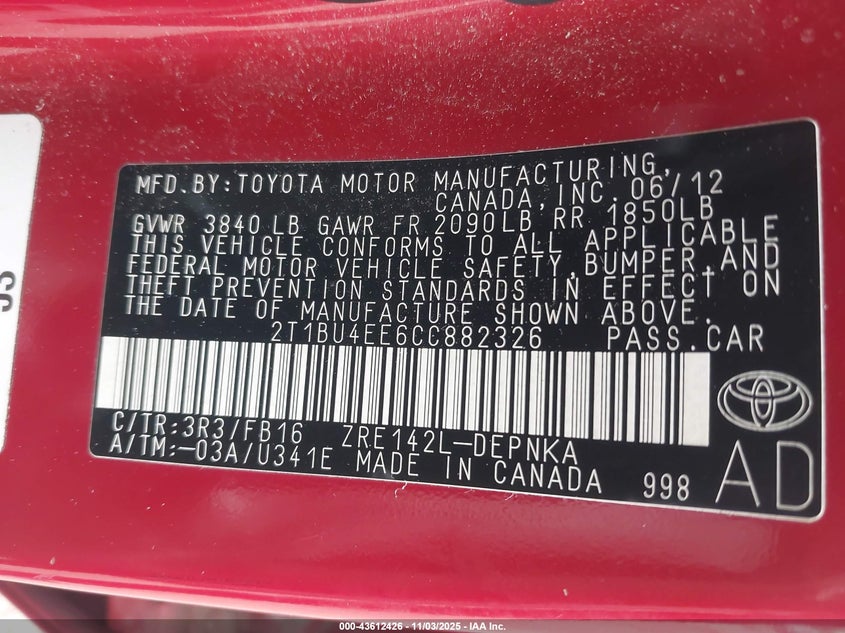 MFD.BY:TOYOTA MOTOR MANUFACTURING,
CANADA,INC. 06/12
GVWR 3840 LB GAWR FR 2090LB RR 1850LB
THIS VEHICLE CONFORMS TO ALL APPLICABLE
FEDERAL MOTOR VEHICLE SAFETY,BUMPER,AND
THEFT PREVENTION STANDARDS IN EFFECT ON
THE DATE OF MANUFACTURE SHOWN ABOVE.
2T1BU4EE6CC882326 PASS.CAR
C/TR:3R3/FB16 ZRE142L-DEPNKA
A/TM:-03A/U341E MADE IN CANADA 998 AD
000-43612426 - 11/03/2025 - IAA Inc.